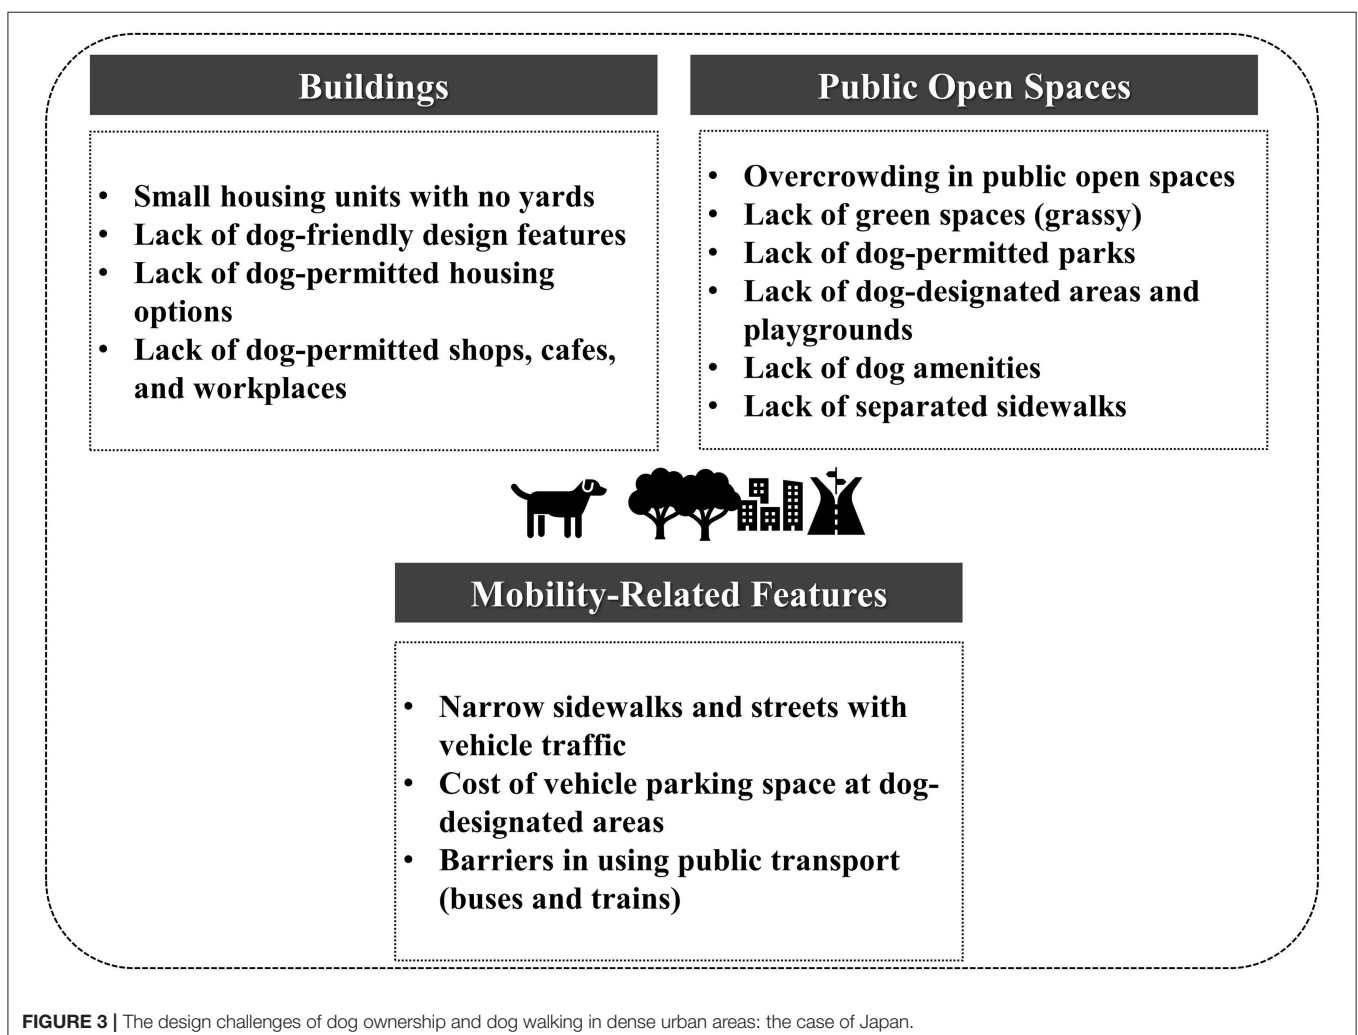 Buildings
• Small housing units with no yards
• Lack of dog-friendly design features
• Lack of dog-permitted housing
options
• Lack of dog-permitted shops, cafes,
and workplaces
Public Open Spaces
• Overcrowding in public open spaces
• Lack of green spaces (grassy)
• Lack of dog-permitted parks
• Lack of dog-designated areas and
playgrounds
• Lack of dog amenities
• Lack of separated sidewalks
Mobility-Related Features
• Narrow sidewalks and streets with
vehicle traffic
• Cost of vehicle parking space at dog-
designated areas
• Barriers in using public transport
(buses and trains)
FIGURE 3 | The design challenges of dog ownership and dog walking in dense urban areas: the case of Japan.